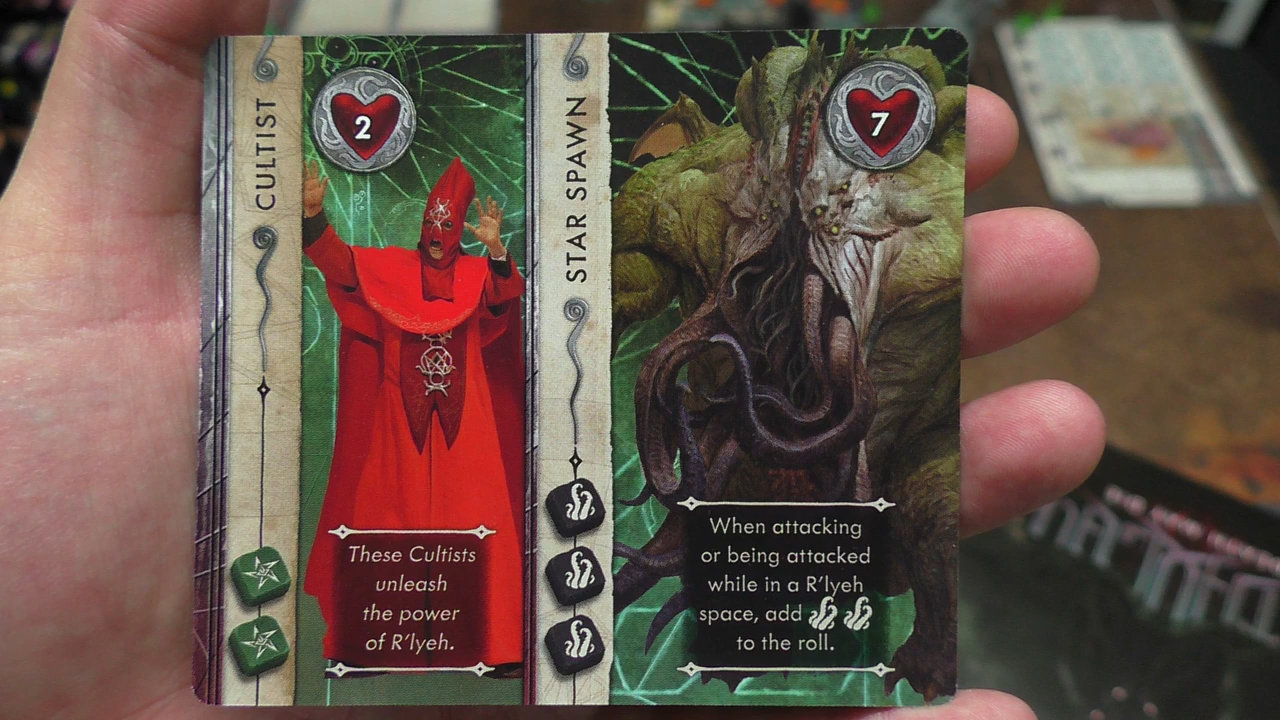 CULTIST
2
These Cultists
unleash
the power
of R'lyeh.
STAR SPAWN
7
When attacking
or being attacked
while in a R'lyeh
space, add
to the roll.